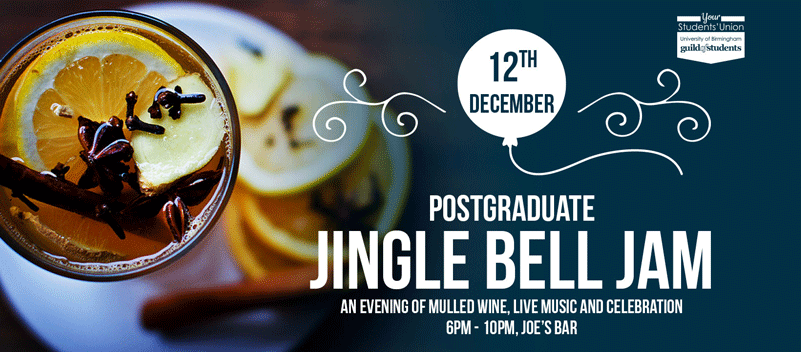 Your
Students' Union
University of Birmingham
guild of students
12TH
DECEMBER
POSTGRADUATE
JINGLE BELL JAM
AN EVENING OF MULLED WINE, LIVE MUSIC AND CELEBRATION
6PM - 10PM, JOE'S BAR